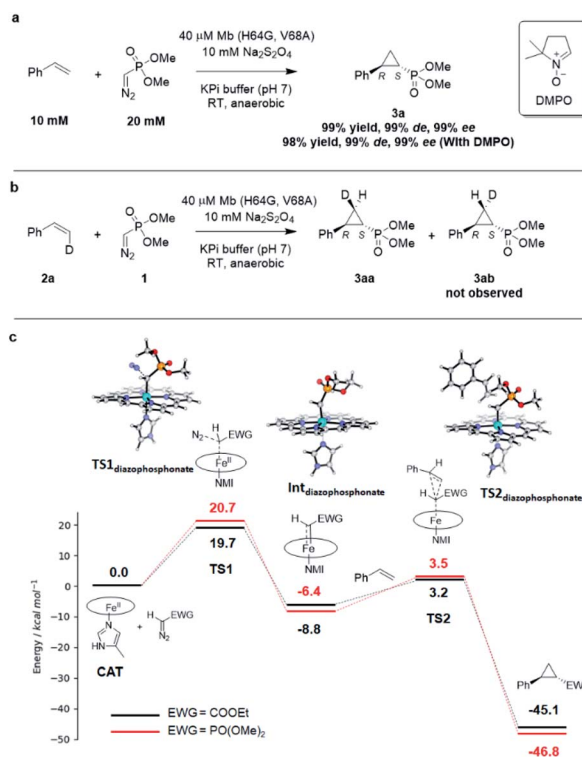 a
40 μM Mb (H64G, V68A)
10 mM Na₂S₂O₄
KPi buffer (pH 7)
RT, anaerobic
Ph
+
N₂
O
P
OMe
OMe
10 mM
20 mM
Ph
R
S
P
O
OMe
OMe
3a
99% yield, 99% de, 99% ee
98% yield, 99% de, 99% ee (WIth DMPO)
N⁺
O⁻
DMPO
b
40 μM Mb (H64G, V68A)
10 mM Na₂S₂O₄
KPi buffer (pH 7)
RT, anaerobic
Ph
D
2a
+
N₂
O
P
OMe
OMe
1
D
H
Ph
R
S
P
O
OMe
OMe
3aa
+
H
D
Ph
R
S
P
O
OMe
OMe
3ab
not observed
c
TS1diazophosphonate
Intdiazophosphonate
TS2diazophosphonate
H
N₂
EWG
Feᴵᴵ
NMI
H
EWG
Fe
NMI
Ph
H
H
EWG
Fe
NMI
Energy / kcal mol⁻¹
20
10
0
−10
−20
−30
−40
−50
0.0
Feᴵᴵ
N
HN
+
H
EWG
N₂
CAT
20.7
19.7
TS1
-6.4
-8.8
Ph
3.5
3.2
TS2
Ph
EW
-45.1
-46.8
EWG = COOEt
EWG = PO(OMe)₂